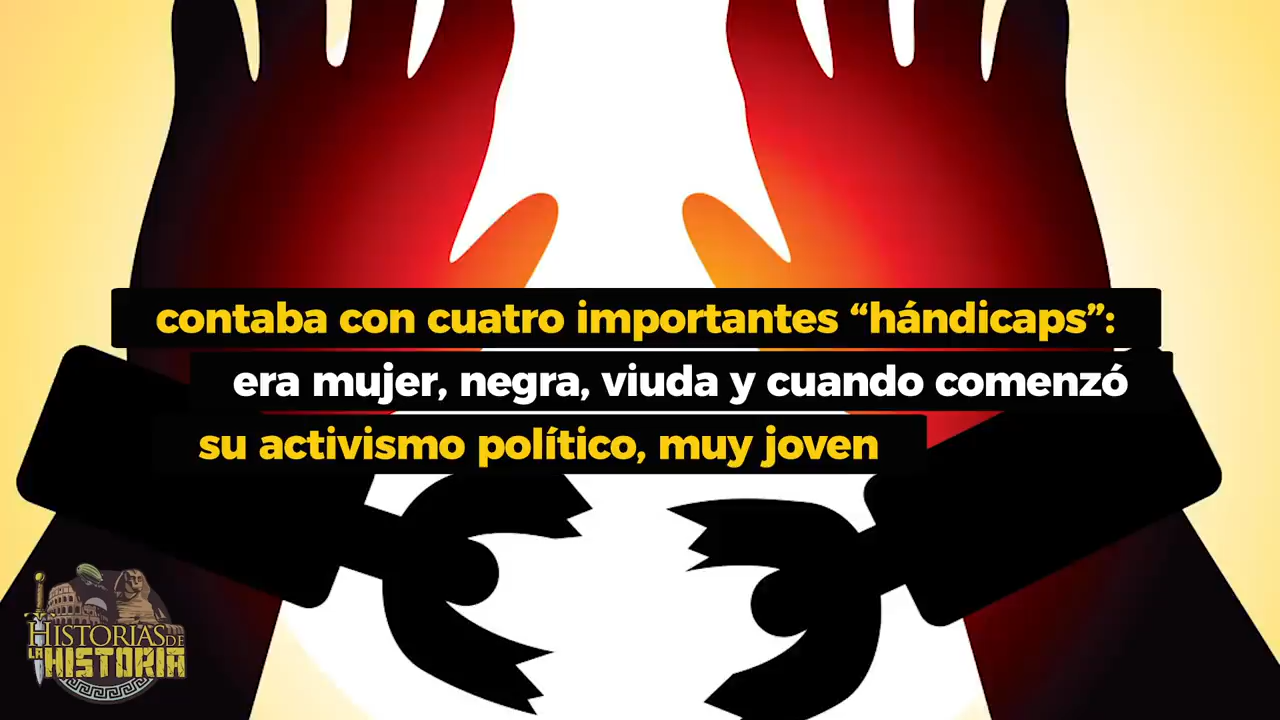 contaba con cuatro importantes “hándicaps”:
era mujer, negra, viuda y cuando comenzó
su activismo político, muy joven
HISTORIAS DE
LA HISTORIA